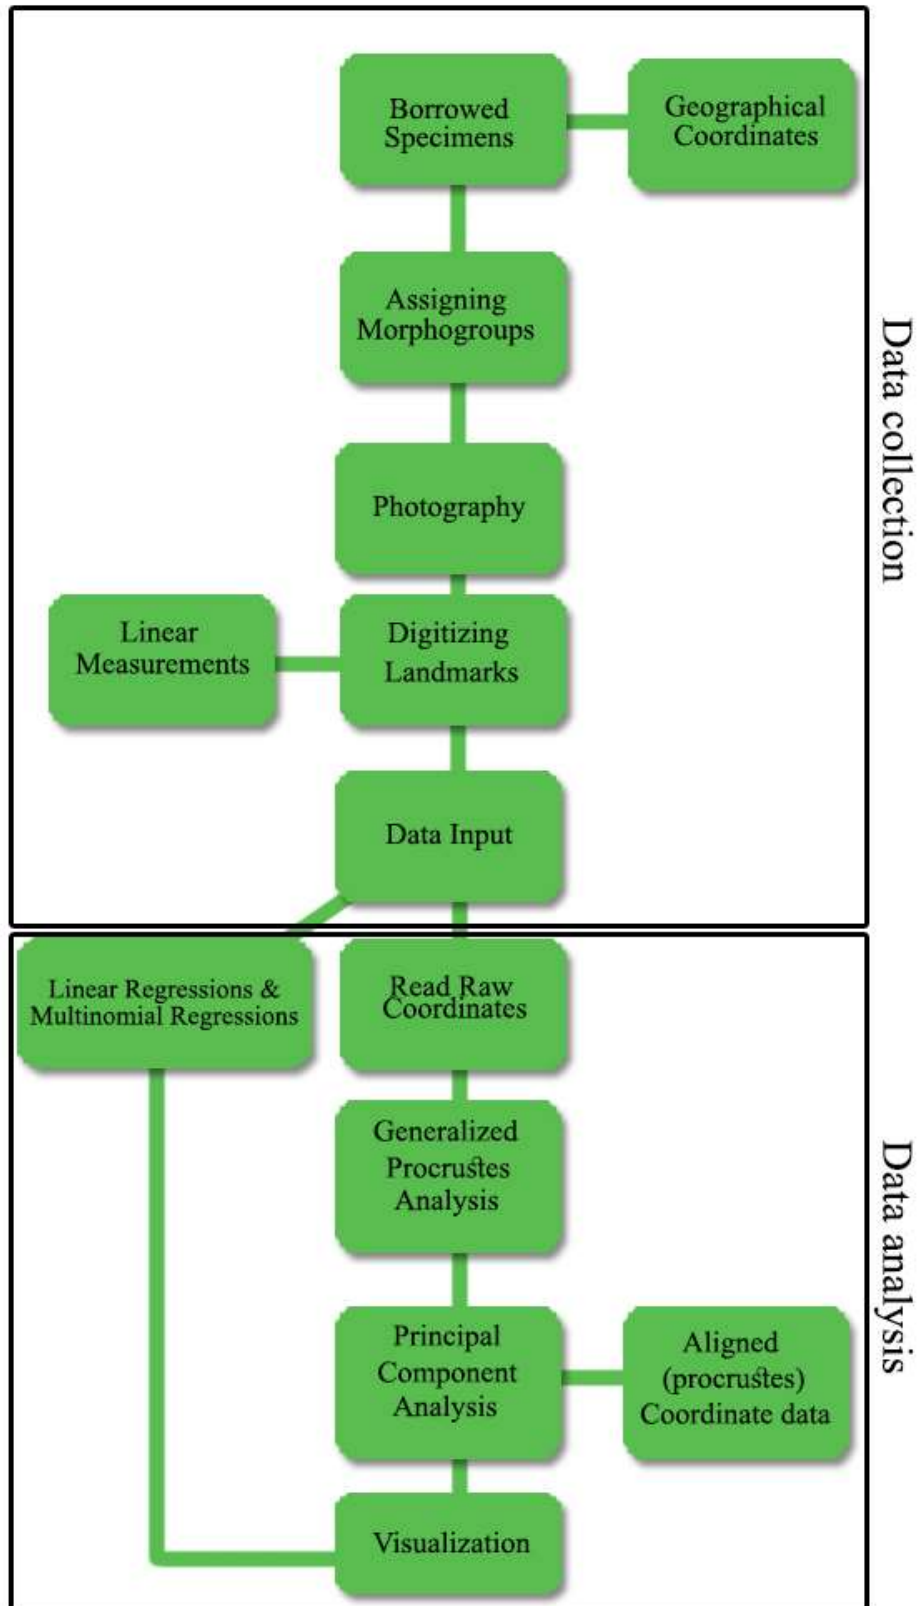 Borrowed
Specimens
Geographical
Coordinates
Assigning
Morphogroups
Photography
Linear
Measurements
Digitizing
Landmarks
Data Input
Data collection
Linear Regressions &
Multinomial Regressions
Read Raw
Coordinates
Generalized
Procrustes
Analysis
Principal
Component
Analysis
Aligned
(procrustes)
Coordinate data
Visualization
Data analysis